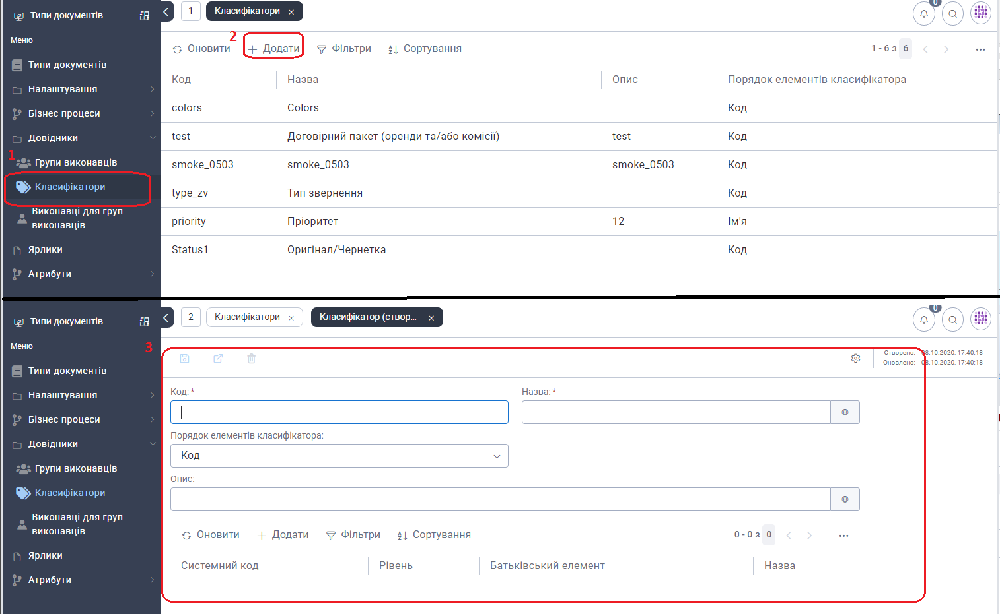 Типи документів
1
Класифікатори ×
0
Меню
2
Оновити
Додати
Фільтри
Сортування
1 - 6 з 6
...
Типи документів
Налаштування
Бізнес процеси
Довідники
1
Групи виконавців
Класифікатори
Виконавці для груп
виконавців
Ярлики
Атрибути
Код Назва Опис Порядок елементів класифікатора
colors Colors Код
test Договірний пакет (оренди та/або комісії) test Код
smoke_0503 smoke_0503 smoke_0503 Код
type_zv Тип звернення Код
priority Пріоритет 12 Ім'я
Status1 Оригінал/Чернетка Код
Типи документів
2
Класифікатори ×
Класифікатор (створ... ×
0
Меню
3
Типи документів
Налаштування
Бізнес процеси
Довідники
Групи виконавців
Класифікатори
Виконавці для груп
виконавців
Ярлики
Атрибути
Створено: 08.10.2020, 17:40:18
Оновлено: 08.10.2020, 17:40:18
Код:*
Назва:*
Порядок елементів класифікатора:
Код
Опис:
Оновити
Додати
Фільтри
Сортування
0 - 0 з 0
...
Системний код Рівень Батьківський елемент Назва